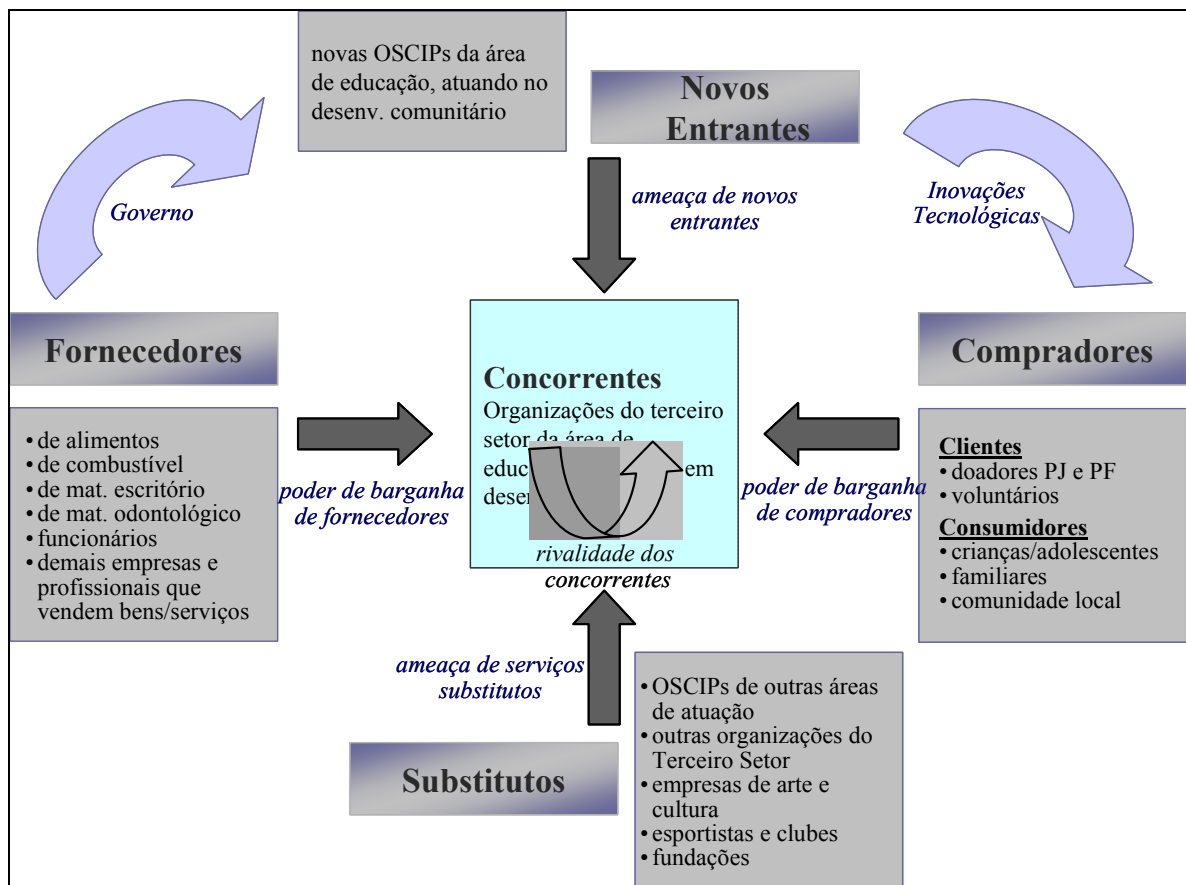 novas OSCIPs da área
de educação, atuando no
desenv. comunitário
Novos
Entrantes
Governo
ameaça de novos
entrantes
Inovações
Tecnológicas
Fornecedores
• de alimentos
• de combustível
• de mat. escritório
• de mat. odontológico
• funcionários
• demais empresas e
profissionais que
vendem bens/serviços
poder de barganha
de fornecedores
Concorrentes
Organizações do terceiro
setor da área de
em
rivalidade dos
concorrentes
poder de barganha
de compradores
Compradores
Clientes
• doadores PJ e PF
• voluntários
Consumidores
• crianças/adolescentes
• familiares
• comunidade local
ameaça de serviços
substitutos
Substitutos
• OSCIPs de outras áreas
de atuação
• outras organizações do
Terceiro Setor
• empresas de arte e
cultura
• esportistas e clubes
• fundações